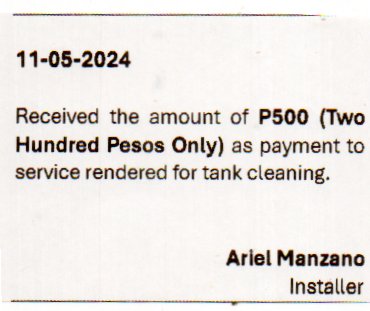 11-05-2024
Received the amount of P500 (Two
Hundred Pesos Only) as payment to
service rendered for tank cleaning.
Ariel Manzano
Installer